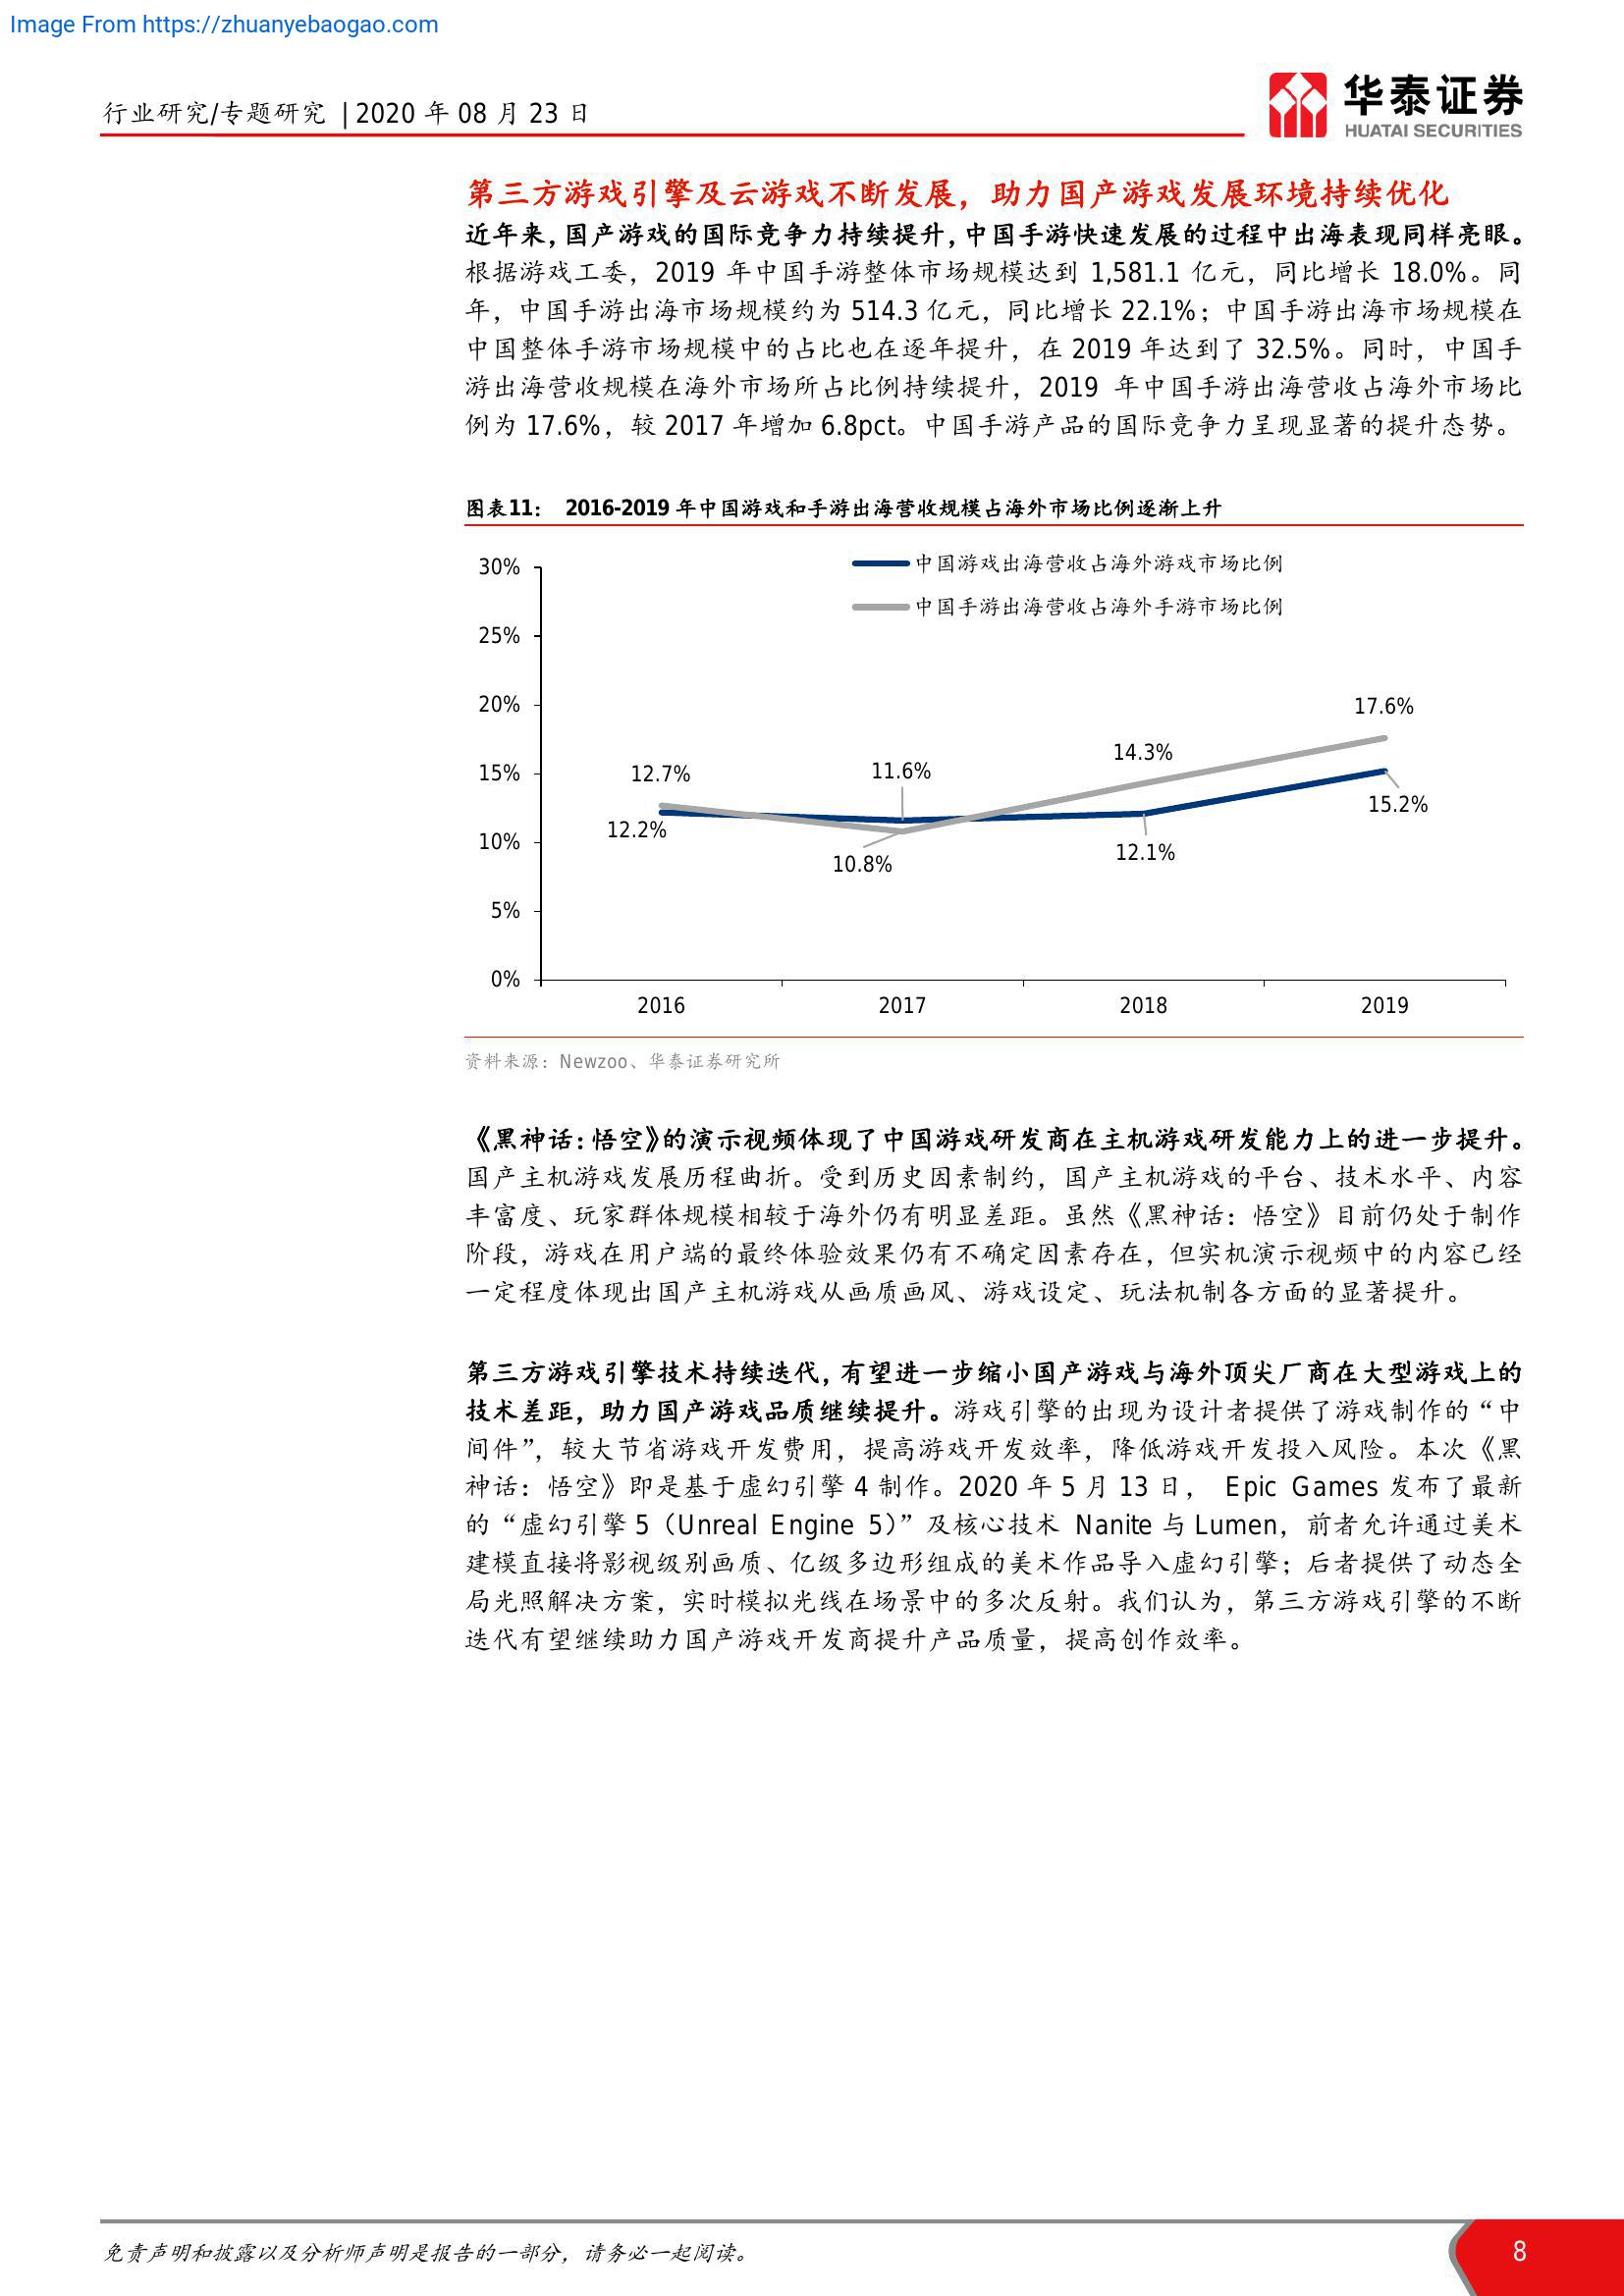 Image From https://zhuanyebaogao.com
行业研究/专题研究 | 2020 年 08 月 23 日
华泰证券
HUATAI SECURITIES
第三方游戏引擎及云游戏不断发展，助力国产游戏发展环境持续优化
近年来，国产游戏的国际竞争力持续提升，中国手游快速发展的过程中出海表现同样亮眼。
根据游戏工委，2019 年中国手游整体市场规模达到 1,581.1 亿元，同比增长 18.0%。同
年，中国手游出海市场规模约为 514.3 亿元，同比增长 22.1%；中国手游出海市场规模在
中国整体手游市场规模中的占比也在逐年提升，在 2019 年达到了 32.5%。同时，中国手
游出海营收规模在海外市场所占比例持续提升，2019 年中国手游出海营收占海外市场比
例为 17.6%，较 2017 年增加 6.8pct。中国手游产品的国际竞争力呈现显著的提升态势。
图表11： 2016-2019 年中国游戏和手游出海营收规模占海外市场比例逐渐上升
中国游戏出海营收占海外游戏市场比例
中国手游出海营收占海外手游市场比例
30%
25%
20%
15%
10%
5%
0%
12.7%
12.2%
11.6%
10.8%
14.3%
12.1%
17.6%
15.2%
2016 2017 2018 2019
资料来源：Newzoo、华泰证券研究所
《黑神话：悟空》的演示视频体现了中国游戏研发商在主机游戏研发能力上的进一步提升。
国产主机游戏发展历程曲折。受到历史因素制约，国产主机游戏的平台、技术水平、内容
丰富度、玩家群体规模相较于海外仍有明显差距。虽然《黑神话：悟空》目前仍处于制作
阶段，游戏在用户端的最终体验效果仍有不确定因素存在，但实机演示视频中的内容已经
一定程度体现出国产主机游戏从画质画风、游戏设定、玩法机制各方面的显著提升。
第三方游戏引擎技术持续迭代，有望进一步缩小国产游戏与海外顶尖厂商在大型游戏上的
技术差距，助力国产游戏品质继续提升。游戏引擎的出现为设计者提供了游戏制作的“中
间件”，较大节省游戏开发费用，提高游戏开发效率，降低游戏开发投入风险。本次《黑
神话：悟空》即是基于虚幻引擎 4 制作。2020 年 5 月 13 日， Epic Games 发布了最新
的“虚幻引擎 5（Unreal Engine 5）”及核心技术 Nanite 与 Lumen，前者允许通过美术
建模直接将影视级别画质、亿级多边形组成的美术作品导入虚幻引擎；后者提供了动态全
局光照解决方案，实时模拟光线在场景中的多次反射。我们认为，第三方游戏引擎的不断
迭代有望继续助力国产游戏开发商提升产品质量，提高创作效率。
免责声明和披露以及分析师声明是报告的一部分，请务必一起阅读。
8